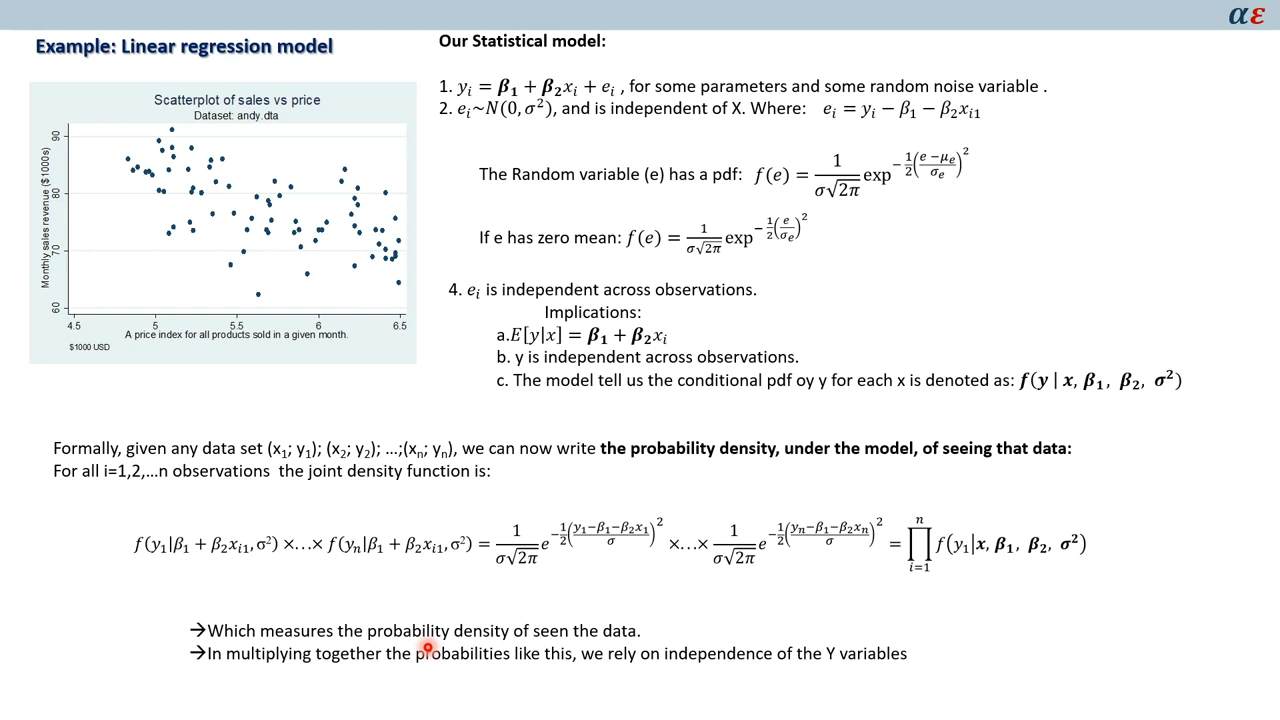 αε
Example: Linear regression model
Scatterplot of sales vs price
Dataset: andy.dta
Monthly sales revenue ($1000s)
90
80
70
60
4.5 5 5.5 6 6.5
A price index for all products sold in a given month.
$1000 USD
Our Statistical model:
1. yᵢ = β₁ + β₂xᵢ + eᵢ , for some parameters and some random noise variable .
2. eᵢ~N(0, σ²), and is independent of X. Where: eᵢ = yᵢ − β₁ − β₂xᵢ₁
The Random variable (e) has a pdf: f(e) = 1/(σ√2π) exp^(−½((e −μₑ)/σₑ)²)
If e has zero mean: f(e) = 1/(σ√2π) exp^(−½(e/σₑ)²)
4. eᵢ is independent across observations.
Implications:
a.E[y|x] = β₁ + β₂xᵢ
b. y is independent across observations.
c. The model tell us the conditional pdf oy y for each x is denoted as: f(y | x, β₁, β₂, σ²)
Formally, given any data set (x₁; y₁); (x₂; y₂); …;(xₙ; yₙ), we can now write the probability density, under the model, of seeing that data:
For all i=1,2,…n observations the joint density function is:
f(y₁|β₁ + β₂xᵢ₁, σ²) ×…× f(yₙ|β₁ + β₂xᵢ₁, σ²) = 1/(σ√2π) e^(−½((y₁−β₁−β₂x₁)/σ)²) ×…× 1/(σ√2π) e^(−½((yₙ−β₁−β₂xₙ)/σ)²) = ∏ᵢ₌₁ⁿ f(y₁|x, β₁, β₂, σ²)
→Which measures the probability density of seen the data.
→In multiplying together the probabilities like this, we rely on independence of the Y variables